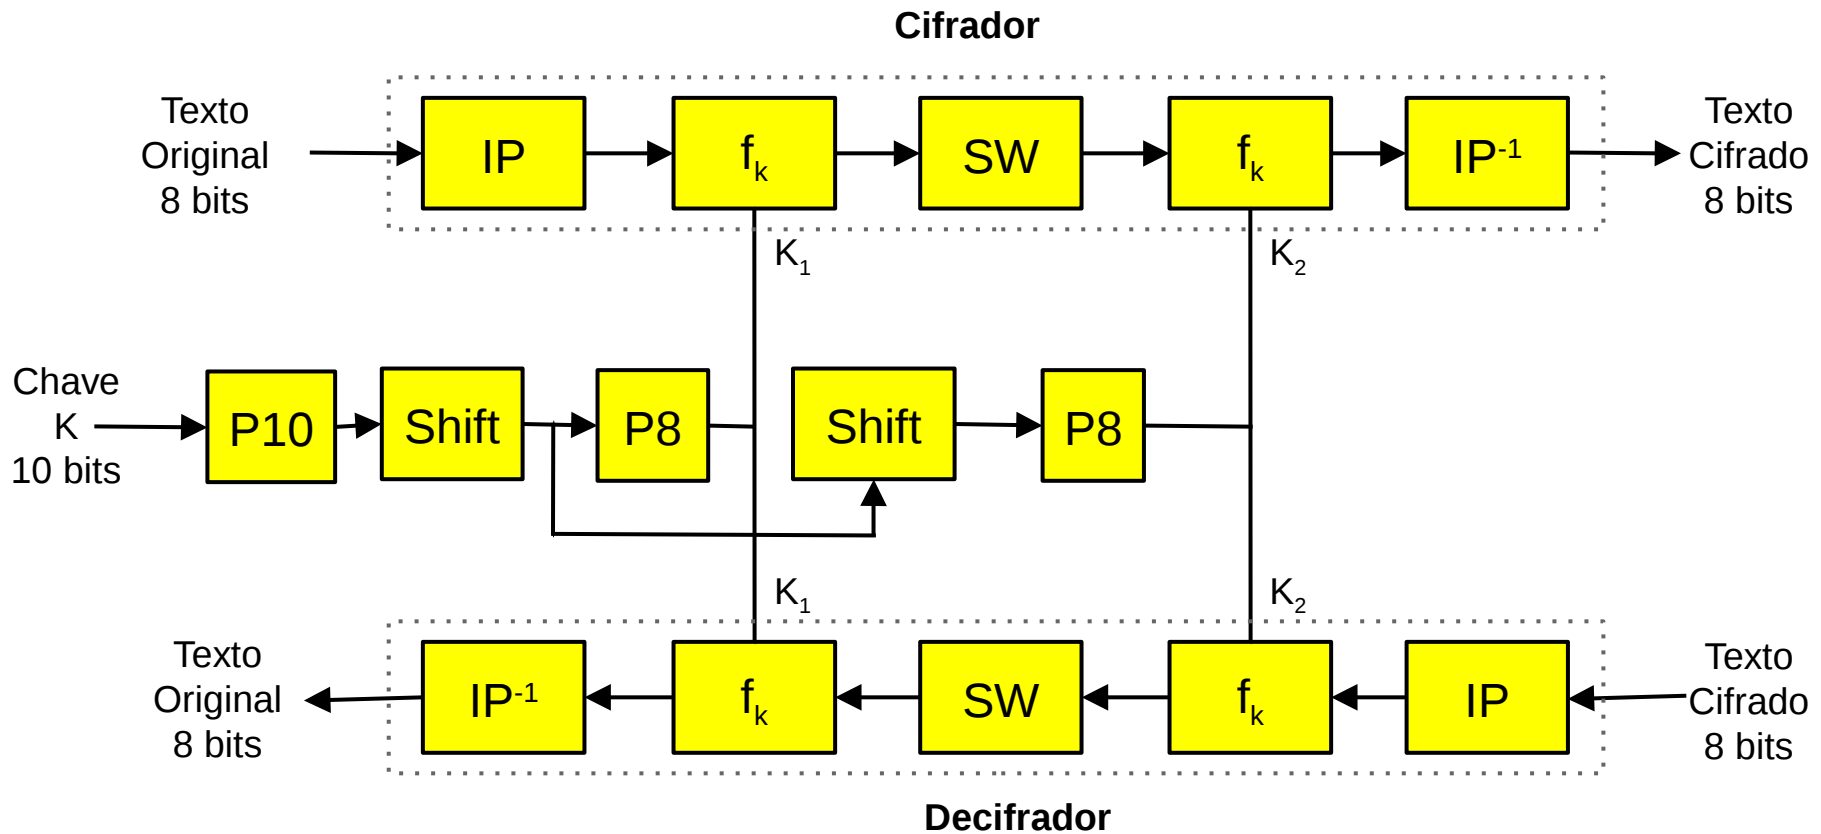 Cifrador
Texto
Original
8 bits
IP
fk
SW
fk
IP-1
Texto
Cifrado
8 bits
K1
K2
Chave
K
10 bits
P10
Shift
P8
Shift
P8
K1
K2
Texto
Original
8 bits
IP-1
fk
SW
fk
IP
Texto
Cifrado
8 bits
Decifrador